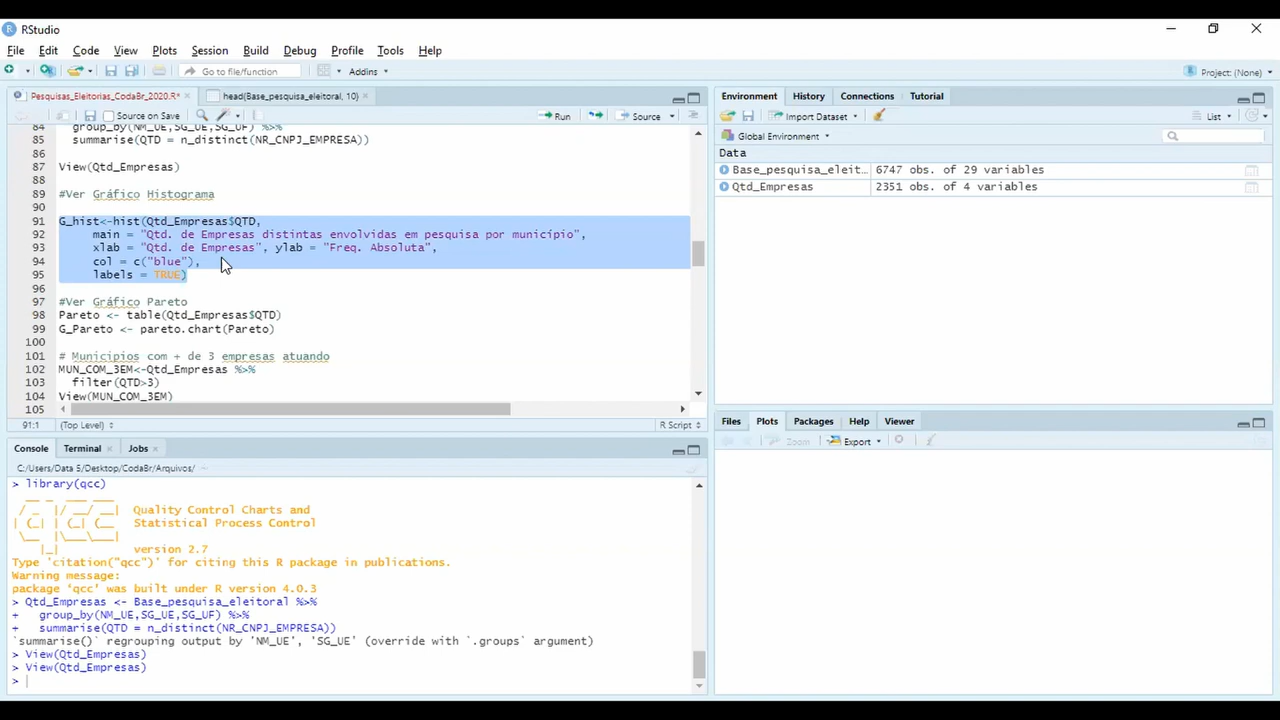 RStudio
File Edit Code View Plots Session Build Debug Profile Tools Help
Go to file/function Addins Project: (None)
Pesquisas_Eleitorias_CodaBr_2020.R* head(Base_pesquisa_eleitoral, 10)
Source on Save Run Source
84 group_by(NM_UE,SG_UE,SG_UF) %>%
85 summarise(QTD = n_distinct(NR_CNPJ_EMPRESA))
86
87 View(Qtd_Empresas)
88
89 #Ver Gráfico Histograma
90
91 G_hist<-hist(Qtd_Empresas$QTD,
92 main = "Qtd. de Empresas distintas envolvidas em pesquisa por município",
93 xlab = "Qtd. de Empresas", ylab = "Freq. Absoluta",
94 col = c("blue"),
95 labels = TRUE)
96
97 #Ver Gráfico Pareto
98 Pareto <- table(Qtd_Empresas$QTD)
99 G_Pareto <- pareto.chart(Pareto)
100
101 # Municipios com + de 3 empresas atuando
102 MUN_COM_3EM<-Qtd_Empresas %>%
103 filter(QTD>3)
104 View(MUN_COM_3EM)
105
91:1 (Top Level) R Script
Console Terminal Jobs
C:/Users/Data 5/Desktop/CodaBr/Arquivos/
> library(qcc)
Quality Control Charts and
Statistical Process Control
version 2.7
Type 'citation("qcc")' for citing this R package in publications.
Warning message:
package ‘qcc’ was built under R version 4.0.3
> Qtd_Empresas <- Base_pesquisa_eleitoral %>%
+ group_by(NM_UE,SG_UE,SG_UF) %>%
+ summarise(QTD = n_distinct(NR_CNPJ_EMPRESA))
`summarise()` regrouping output by 'NM_UE', 'SG_UE' (override with `.groups` argument)
> View(Qtd_Empresas)
> View(Qtd_Empresas)
>
Environment History Connections Tutorial
Import Dataset List
Global Environment
Data
Base_pesquisa_eleit… 6747 obs. of 29 variables
Qtd_Empresas 2351 obs. of 4 variables
Files Plots Packages Help Viewer
Zoom Export